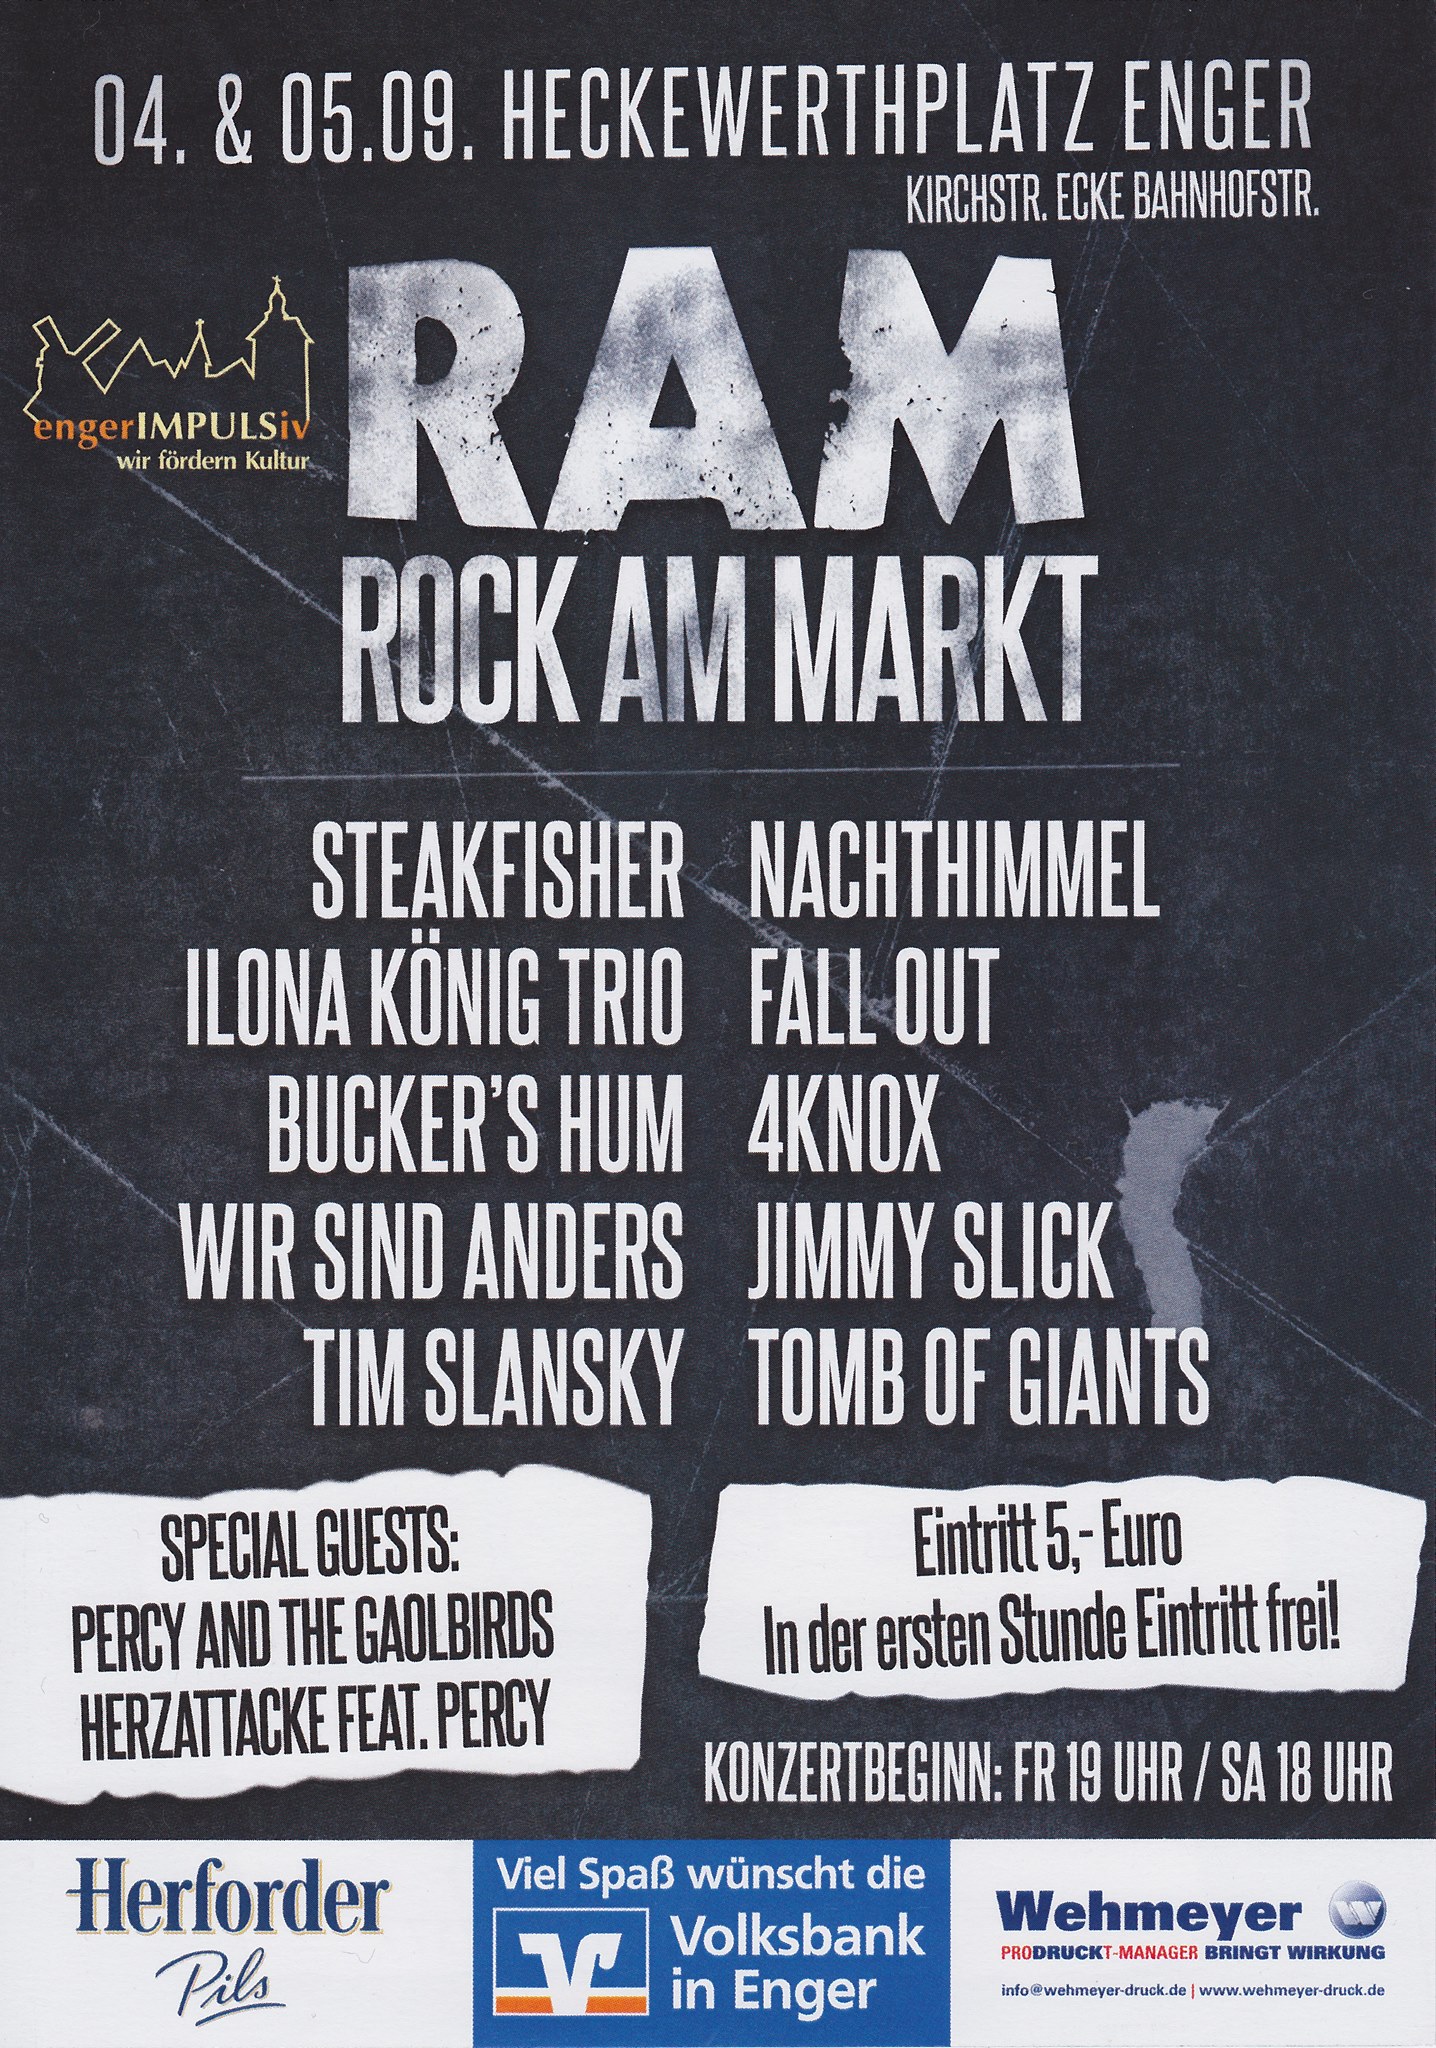 04. & 05.09. HECKEWERTHPLATZ ENGER
KIRCHSTR. ECKE BAHNHOFSTR.
RAM
engerIMPULSiv
wir fördern Kultur
ROCK AM MARKT
STEAKFISHER NACHTHIMMEL
ILONA KÖNIG TRIO FALL OUT
BUCKER'S HUM 4KNOX
WIR SIND ANDERS JIMMY SLICK
TIM SLANSKY TOMB OF GIANTS
SPECIAL GUESTS:
PERCY AND THE GAOLBIRDS
HERZATTACKE FEAT. PERCY
Eintritt 5,- Euro
In der ersten Stunde Eintritt frei!
KONZERTBEGINN: FR 19 UHR / SA 18 UHR
Herforder
Pils
Viel Spaß wünscht die
Volksbank
in Enger
Wehmeyer
PRODRUCKT-MANAGER BRINGT WIRKUNG
info@wehmeyer-druck.de | www.wehmeyer-druck.de